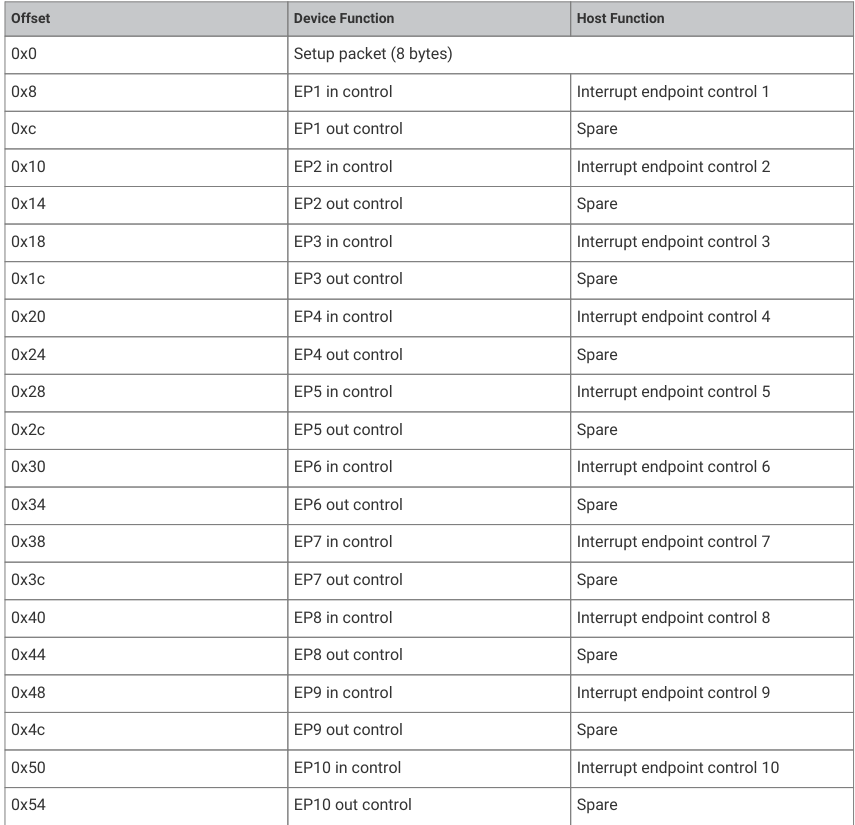 Offset Device Function Host Function
0x0 Setup packet (8 bytes)
0x8 EP1 in control Interrupt endpoint control 1
0xc EP1 out control Spare
0x10 EP2 in control Interrupt endpoint control 2
0x14 EP2 out control Spare
0x18 EP3 in control Interrupt endpoint control 3
0x1c EP3 out control Spare
0x20 EP4 in control Interrupt endpoint control 4
0x24 EP4 out control Spare
0x28 EP5 in control Interrupt endpoint control 5
0x2c EP5 out control Spare
0x30 EP6 in control Interrupt endpoint control 6
0x34 EP6 out control Spare
0x38 EP7 in control Interrupt endpoint control 7
0x3c EP7 out control Spare
0x40 EP8 in control Interrupt endpoint control 8
0x44 EP8 out control Spare
0x48 EP9 in control Interrupt endpoint control 9
0x4c EP9 out control Spare
0x50 EP10 in control Interrupt endpoint control 10
0x54 EP10 out control Spare